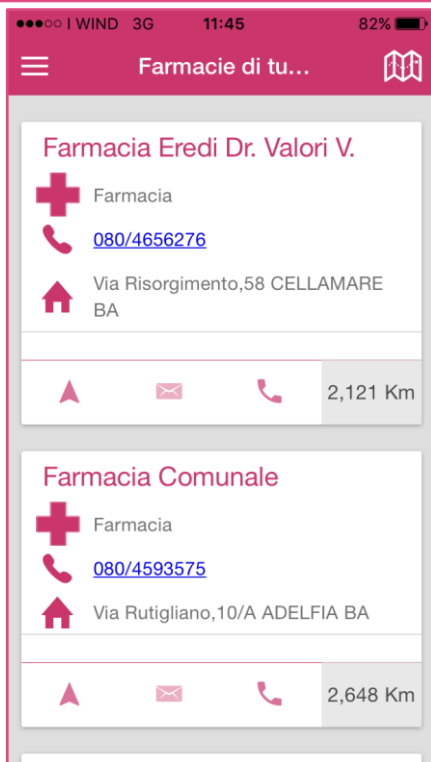 I WIND 3G 11:45 82%
Farmacie di tu...
Farmacia Eredi Dr. Valori V.
Farmacia
080/4656276
Via Risorgimento,58 CELLAMARE
BA
2,121 Km
Farmacia Comunale
Farmacia
080/4593575
Via Rutigliano,10/A ADELFIA BA
2,648 Km